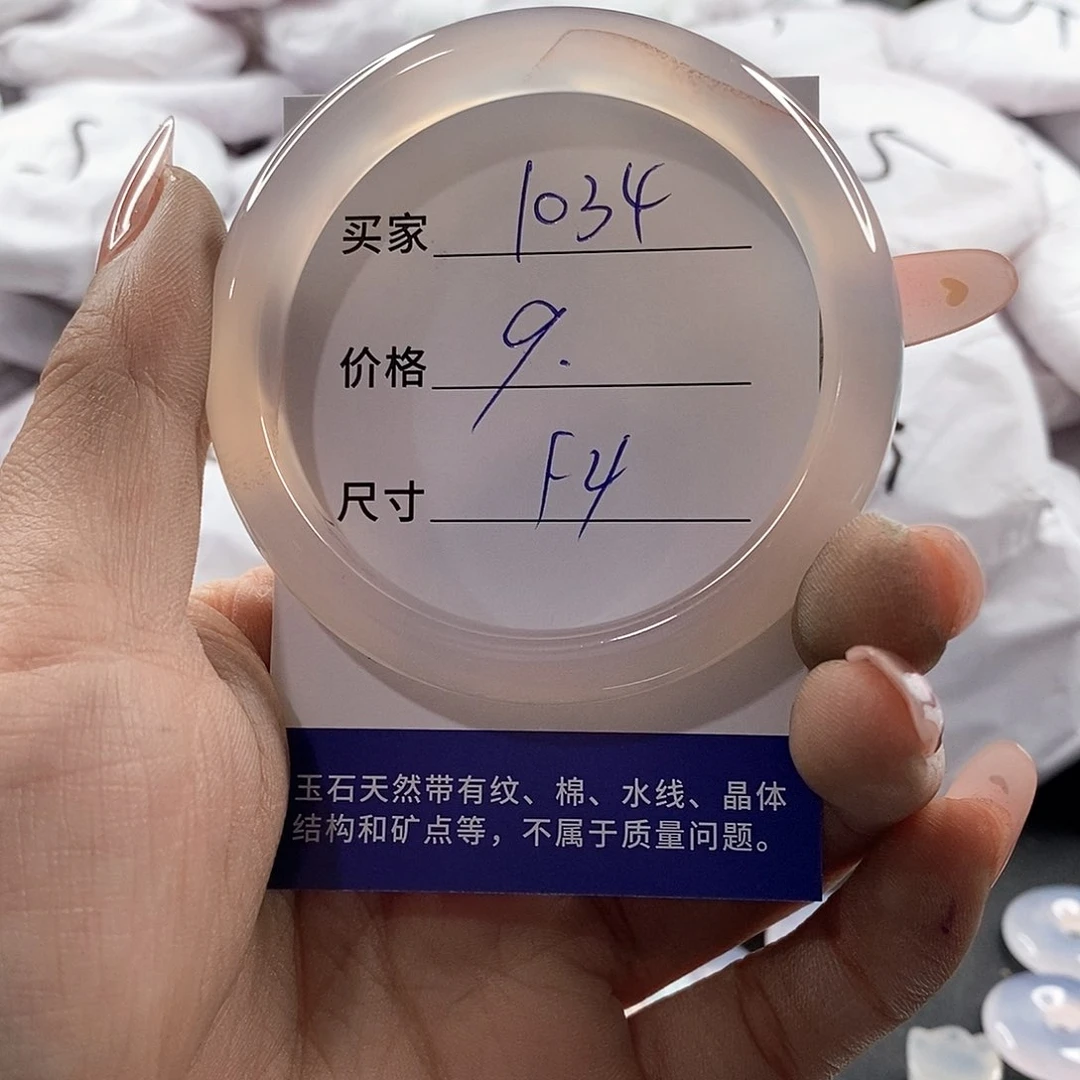 买家 1034
价格 9.
尺寸 F4
玉石天然带有纹、棉、水线、晶体
结构和矿点等，不属于质量问题。